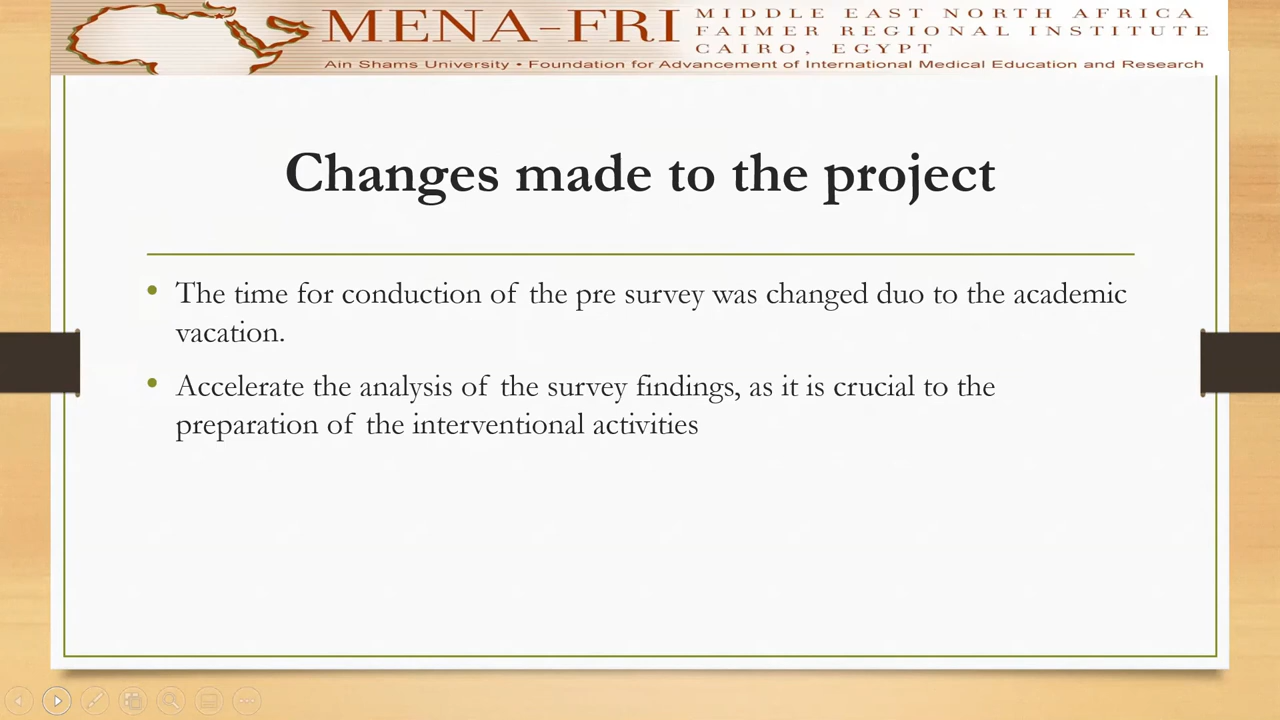 MENA-FRI
MIDDLE EAST NORTH AFRICA
FAIMER REGIONAL INSTITUTE
CAIRO, EGYPT
Ain Shams University • Foundation for Advancement of International Medical Education and Research
Changes made to the project
• The time for conduction of the pre survey was changed duo to the academic
vacation.
• Accelerate the analysis of the survey findings, as it is crucial to the
preparation of the interventional activities